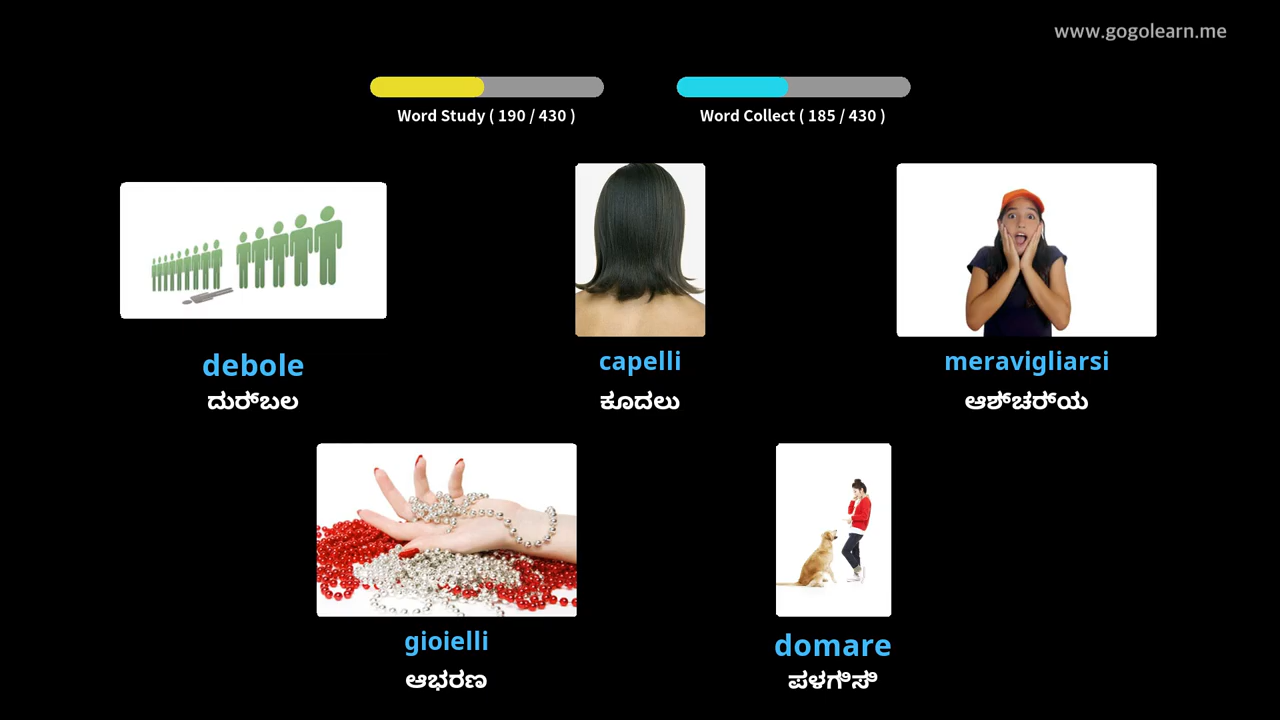 www.gogolearn.me
Word Study ( 190 / 430 )
Word Collect ( 185 / 430 )
debole
ದುರ್ಬಲ
capelli
ಕೂದಲು
meravigliarsi
ಆಶ್ಚರ್ಯ
gioielli
ಆಭರಣ
domare
ಪಳಗಿಸಿ